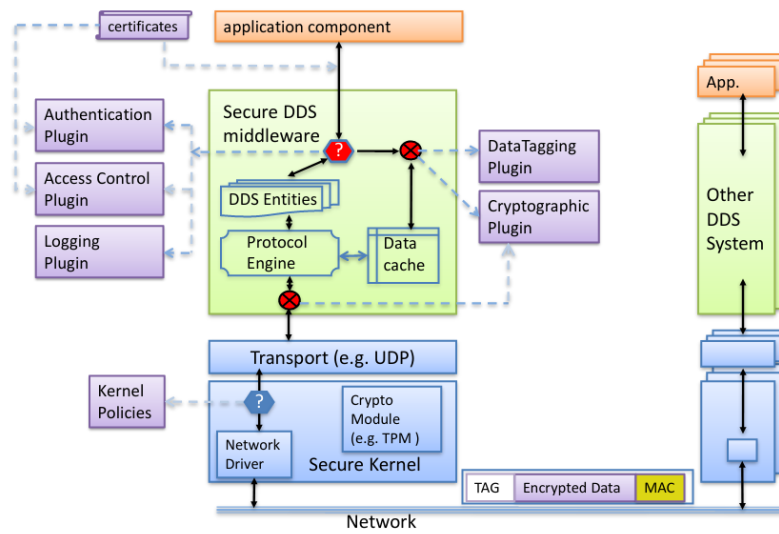 certificates
application component
App.
Authentication
Plugin
Secure DDS
middleware
?
DataTagging
Plugin
Access Control
Plugin
DDS Entities
Cryptographic
Plugin
Other
DDS
System
Logging
Plugin
Protocol
Engine
Data
cache
Transport (e.g. UDP)
Kernel
Policies
?
Crypto
Module
(e.g. TPM )
Network
Driver
Secure Kernel
TAG
Encrypted Data
MAC
Network